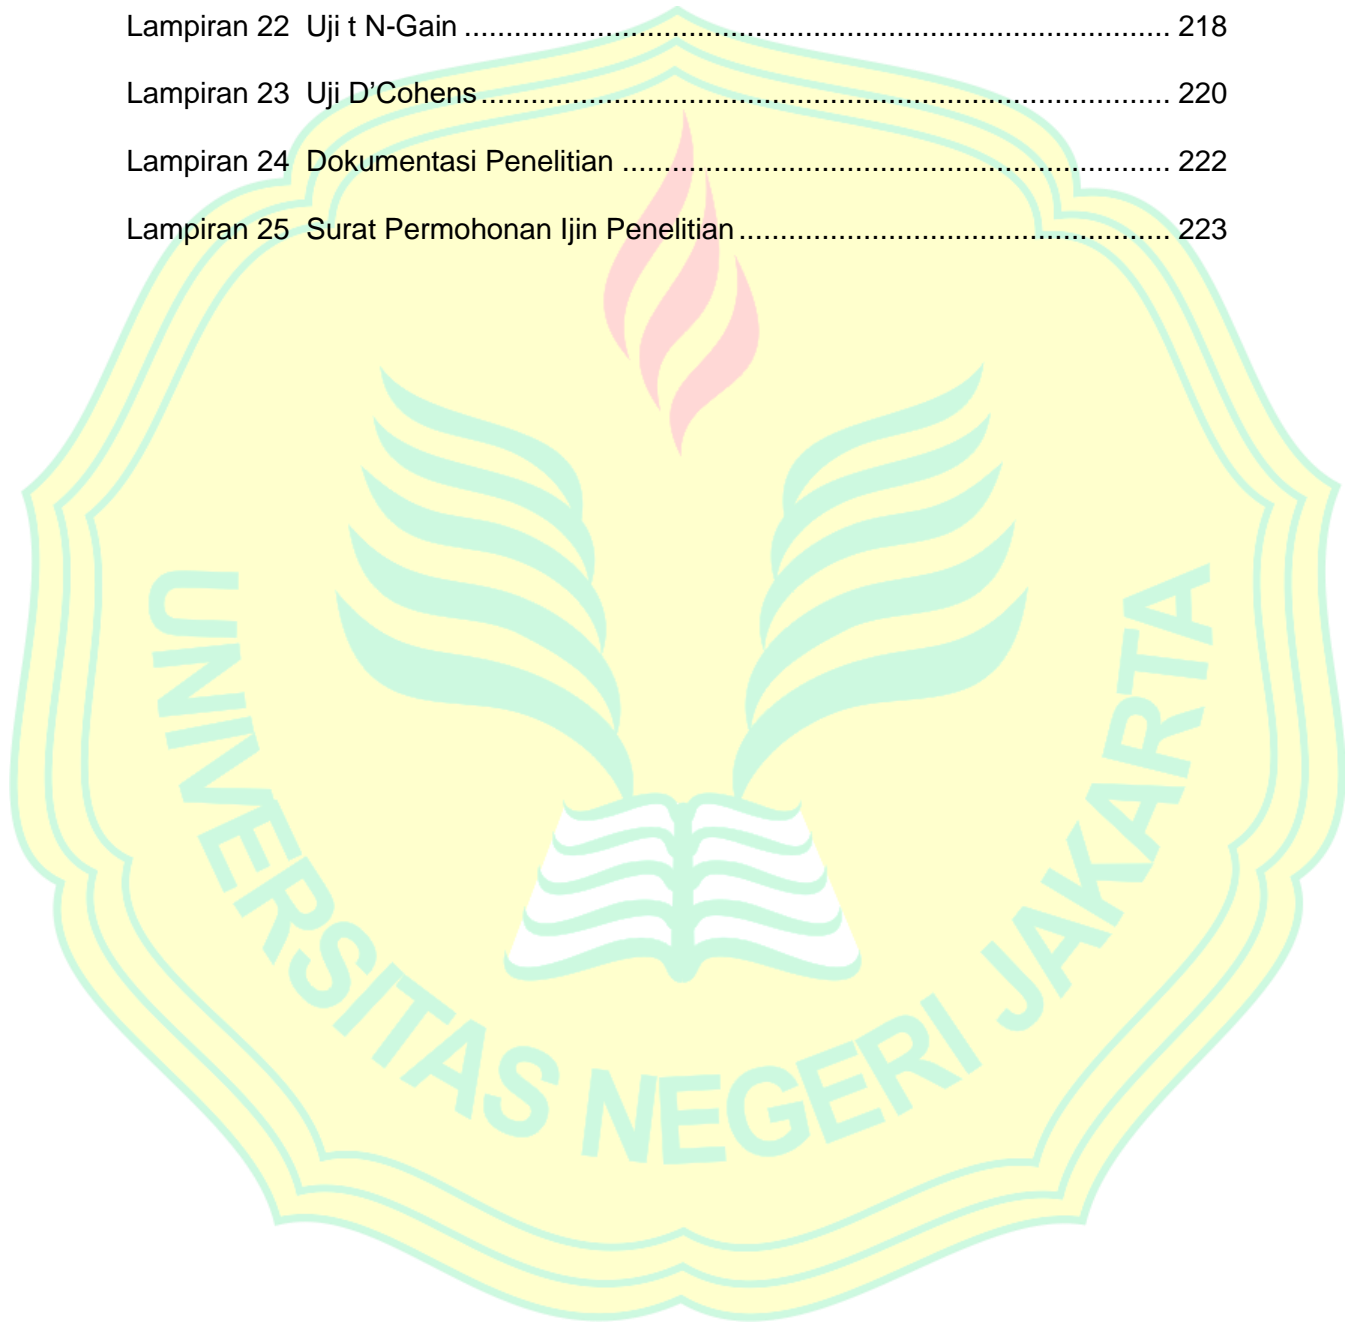 Lampiran 22 Uji t N-Gain ..................................................................................... 218
Lampiran 23 Uji D’Cohens................................................................................... 220
Lampiran 24 Dokumentasi Penelitian .................................................................. 222
Lampiran 25 Surat Permohonan Ijin Penelitian.................................................... 223
UNIVERSITAS NEGERI JAKARTA